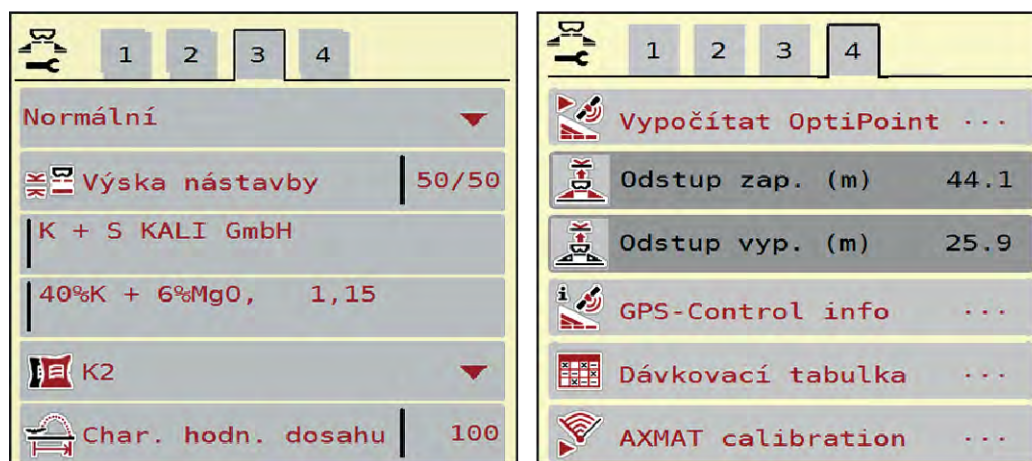 1 2 3 4
Normální
Výska nástavby 50/50
K + S KALI GmbH
40%K + 6%MgO, 1,15
K2
Char. hodn. dosahu 100
1 2 3 4
Vypočítat OptiPoint ...
Odstup zap. (m) 44.1
Odstup vyp. (m) 25.9
i GPS-Control info ...
Dávkovací tabulka ...
AXMAT calibration ...